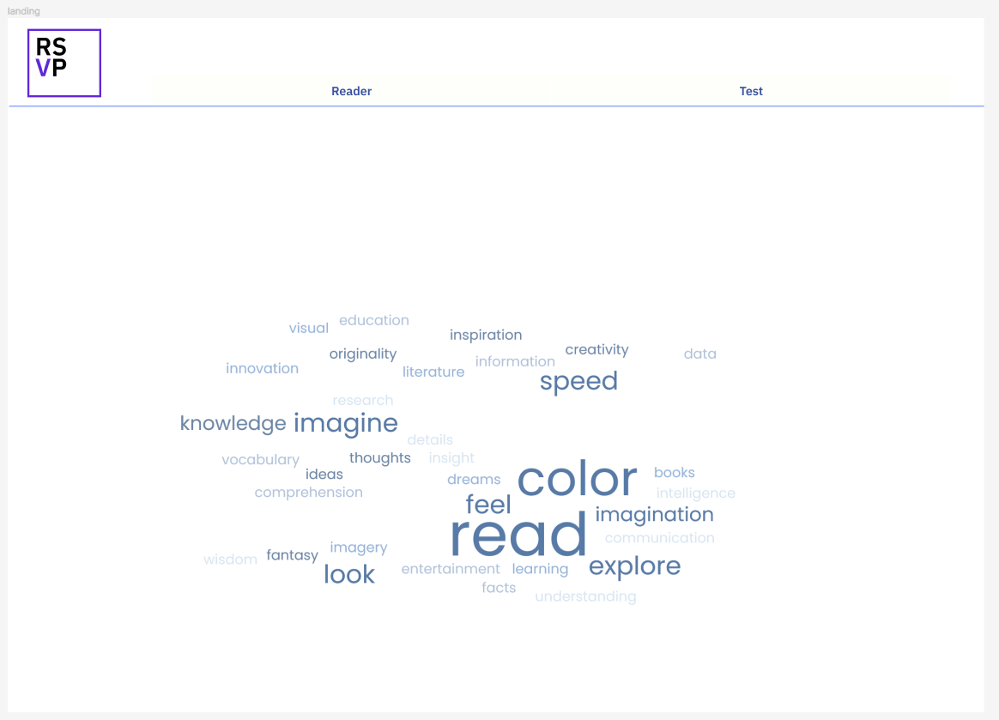 landing
RS
VP
Reader
Test
education
visual
inspiration
creativity
originality
data
information
innovation
literature
speed
research
knowledge imagine
details
vocabulary
thoughts
insight
ideas
dreams
color
books
comprehension
intelligence
feel
imagination
read
communication
imagery
fantasy
wisdom
look
entertainment
learning
explore
facts
understanding